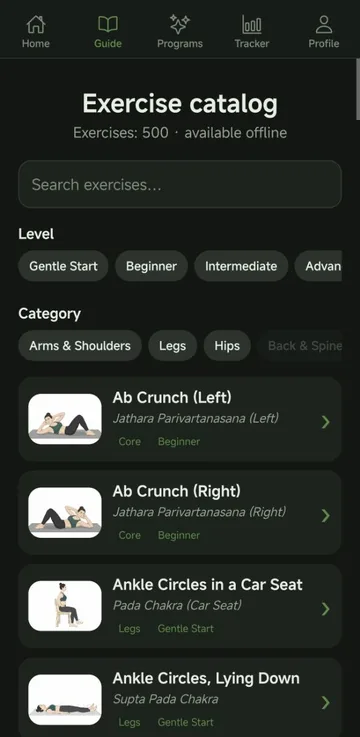 Home
Guide
Programs
Tracker
Profile
Exercise catalog
Exercises: 500 · available offline
Search exercises...
Level
Gentle Start
Beginner
Intermediate
Advan
Category
Arms & Shoulders
Legs
Hips
Back & Spine
Ab Crunch (Left)
Jathara Parivartanasana (Left)
Core Beginner
Ab Crunch (Right)
Jathara Parivartanasana (Right)
Core Beginner
Ankle Circles in a Car Seat
Pada Chakra (Car Seat)
Legs Gentle Start
Ankle Circles, Lying Down
Supta Pada Chakra
Legs Gentle Start